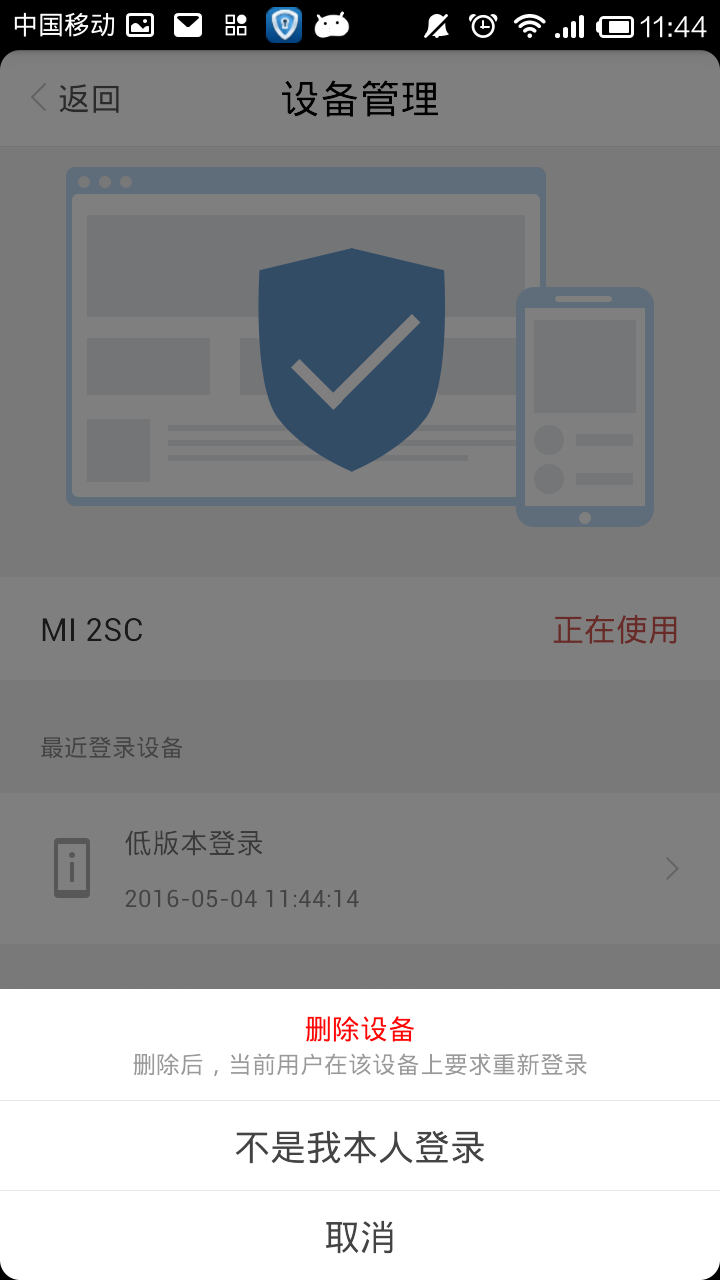 中国移动 11:44
返回 设备管理
MI 2SC 正在使用
最近登录设备
低版本登录
2016-05-04 11:44:14
删除设备
删除后，当前用户在该设备上要求重新登录
不是我本人登录
取消